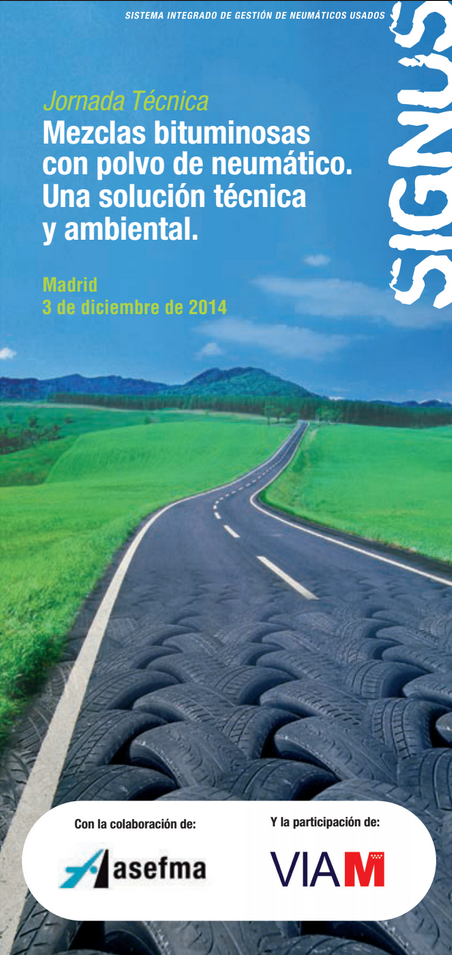 SISTEMA INTEGRADO DE GESTIÓN DE NEUMÁTICOS USADOS
SIGNUS
Jornada Técnica
Mezclas bituminosas
con polvo de neumático.
Una solución técnica
y ambiental.
Madrid
3 de diciembre de 2014
Con la colaboración de:
asefma
Y la participación de:
VIAM